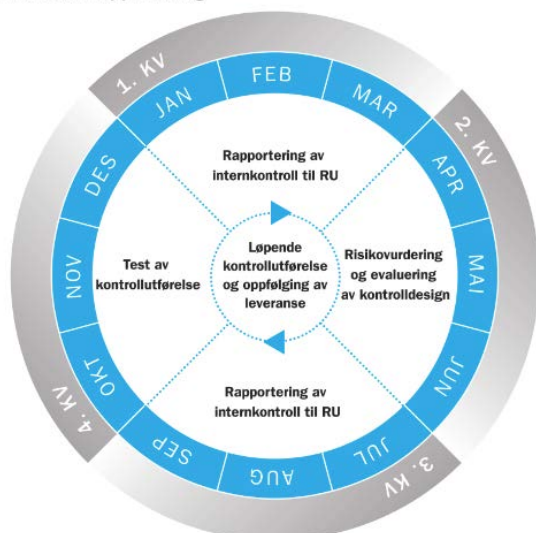 1. KV
JAN
FEB
MAR
2. KV
APR
MAI
JUN
3. KV
JUL
AUG
SEP
4. KV
OKT
NOV
DES
Rapportering av
internkontroll til RU
Risikovurdering
og evaluering
av kontrolldesign
Rapportering av
internkontroll til RU
Test av
kontrollutførelse
Løpende
kontrollutførelse
og oppfølging av
leveranse